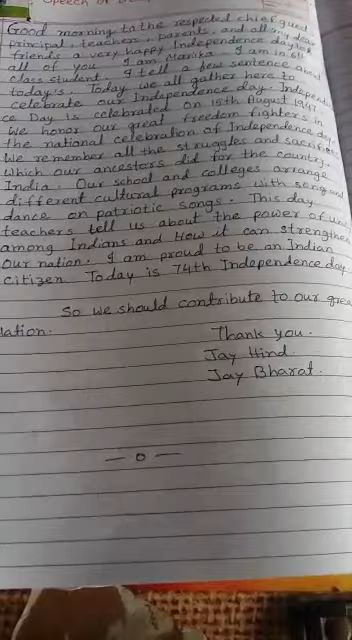 Speech of
Good morning to the respected chief guest
principal, teachers, parents, and all my dear
friends a very happy Independence day to
all of you. I am Manika. I am in 6th
class student. I tell a few sentence about
today's. Today we all gather here to
celebrate our Independence day. Independen
ce Day is celebrated on 15th August 1947
We honor our great freedom fighters in
the national celebration of Independence day
We remember all the struggles and sacrifices
which our ancestors did for the country,
India. Our school and colleges arrange
different cultural programs with song and
dance on patriotic songs. This day
teachers tell us about the power of unity
among Indians and How it can strengthen
our nation. I am proud to be an Indian
citizen Today is 74th Independence day
So we should contribute to our great
Nation.
Thank you.
Jay Hind.
Jay Bharat.
— 0 —